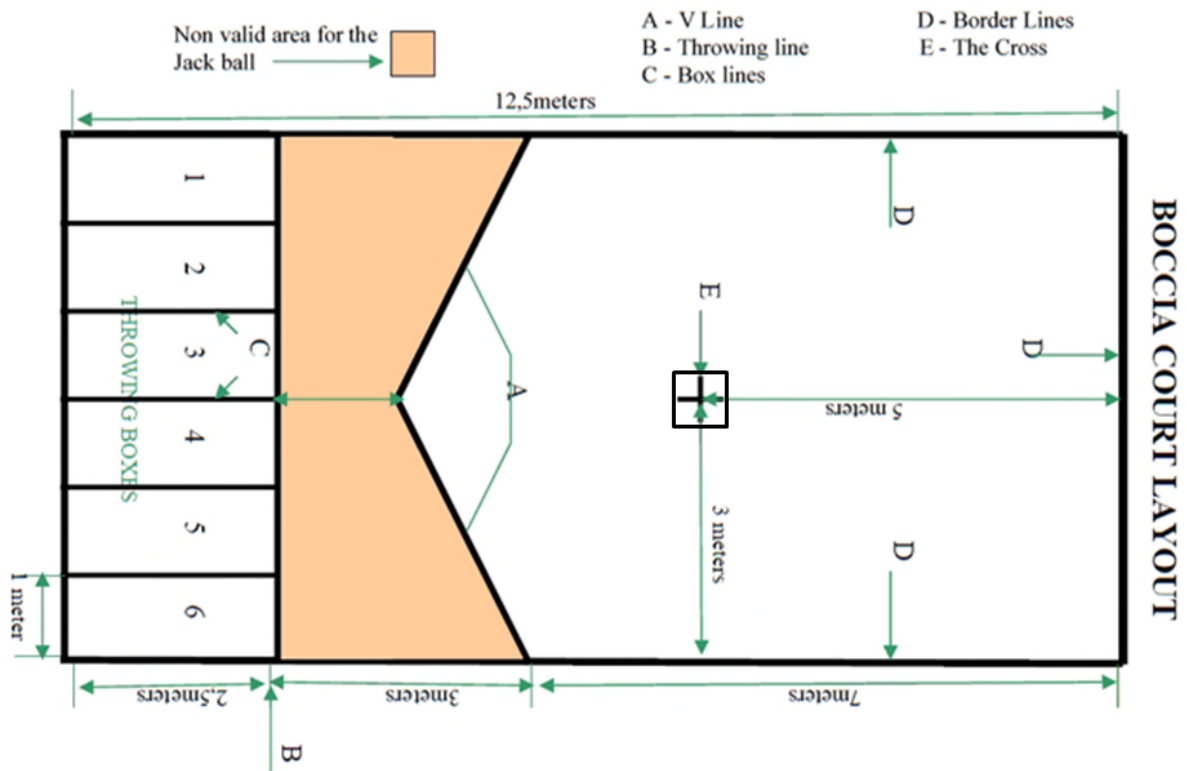 Non valid area for the
Jack ball
A - V Line
B - Throwing line
C - Box lines
D - Border Lines
E - The Cross
12,5meters
BOCCIA COURT LAYOUT
1
2
3
4
5
6
THROWING BOXES
C
A
E
D
D
D
5 meters
3 meters
1 meter
2,5meters
3meters
7meters
B